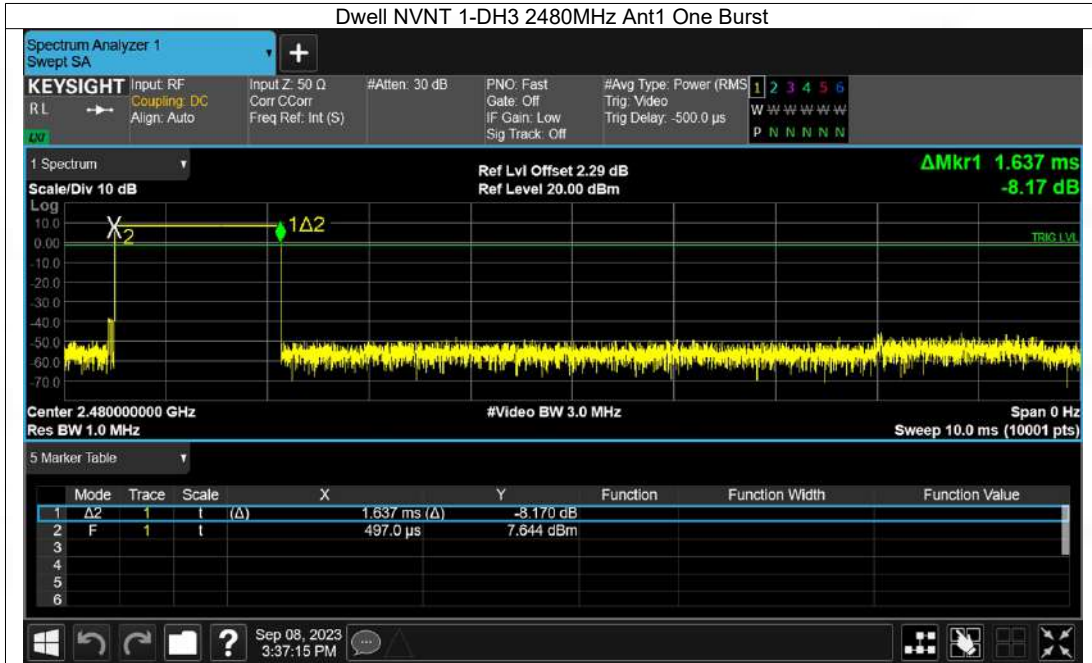 Dwell NVNT 1-DH3 2480MHz Ant1 One Burst
Spectrum Analyzer 1
Swept SA
+
KEYSIGHT Input: RF Input Z: 50 Ω #Atten: 30 dB PNO: Fast #Avg Type: Power (RMS 1 2 3 4 5 6
RL Coupling: DC Corr CCorr Gate: Off Trig: Video W W W W W W
Align: Auto Freq Ref: Int (S) IF Gain: Low Trig Delay: -500.0 µs
LXI Sig Track: Off P N N N N N
1 Spectrum Ref Lvl Offset 2.29 dB ΔMkr1 1.637 ms
Scale/Div 10 dB Ref Level 20.00 dBm -8.17 dB
Log
10.0 X2 1Δ2
0.00 TRIG LVL
-10.0
-20.0
-30.0
-40.0
-50.0
-60.0
-70.0
Center 2.480000000 GHz #Video BW 3.0 MHz Span 0 Hz
Res BW 1.0 MHz Sweep 10.0 ms (10001 pts)
5 Marker Table
Mode Trace Scale X Y Function Function Width Function Value
1 Δ2 1 t (Δ) 1.637 ms (Δ) -8.170 dB
2 F 1 t 497.0 µs 7.644 dBm
3
4
5
6
? Sep 08, 2023
3:37:15 PM